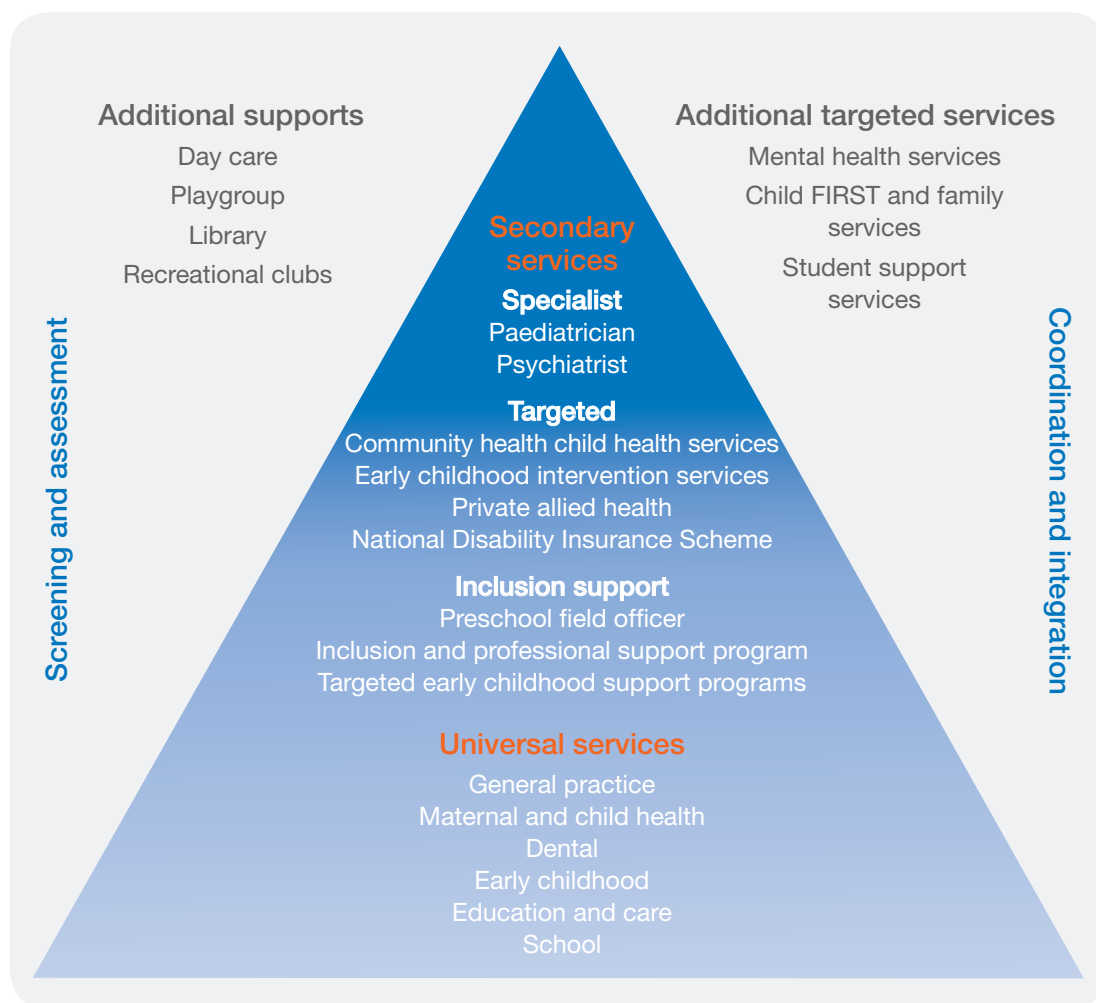 Additional supports
Day care
Playgroup
Library
Recreational clubs
Additional targeted services
Mental health services
Child FIRST and family
services
Student support
services
Screening and assessment
Secondary
services
Specialist
Paediatrician
Psychiatrist
Targeted
Community health child health services
Early childhood intervention services
Private allied health
National Disability Insurance Scheme
Inclusion support
Preschool field officer
Inclusion and professional support program
Targeted early childhood support programs
Universal services
General practice
Maternal and child health
Dental
Early childhood
Education and care
School
Coordination and integration